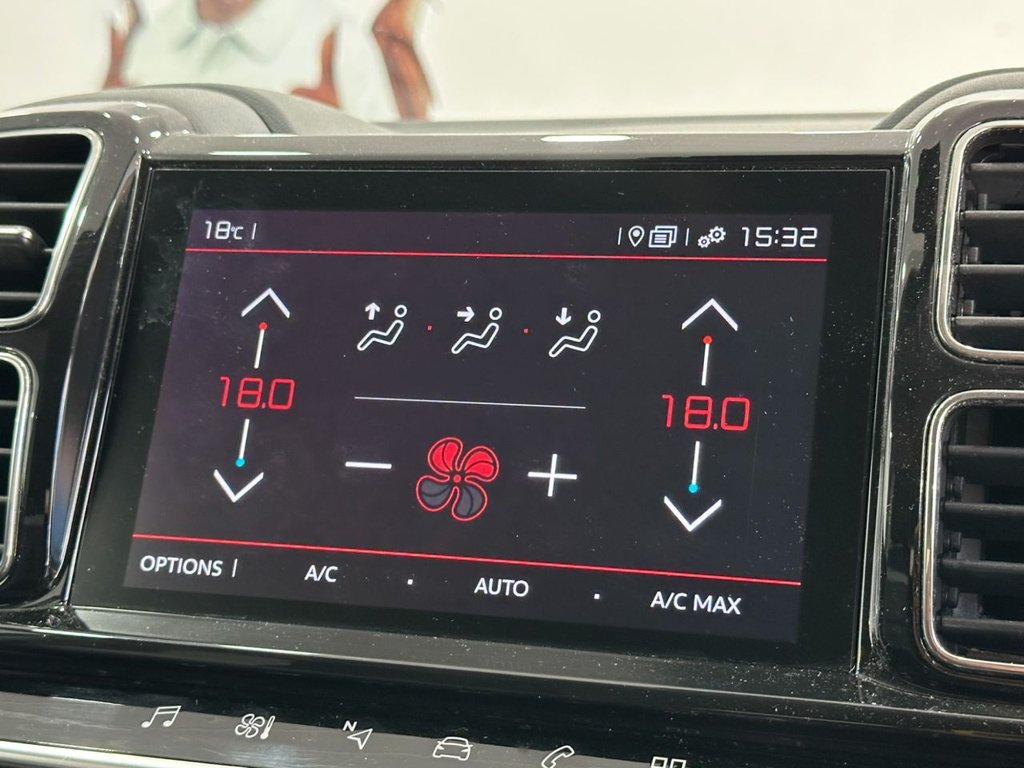 18°C 15:32
18.0 18.0
OPTIONS A/C AUTO A/C MAX
N